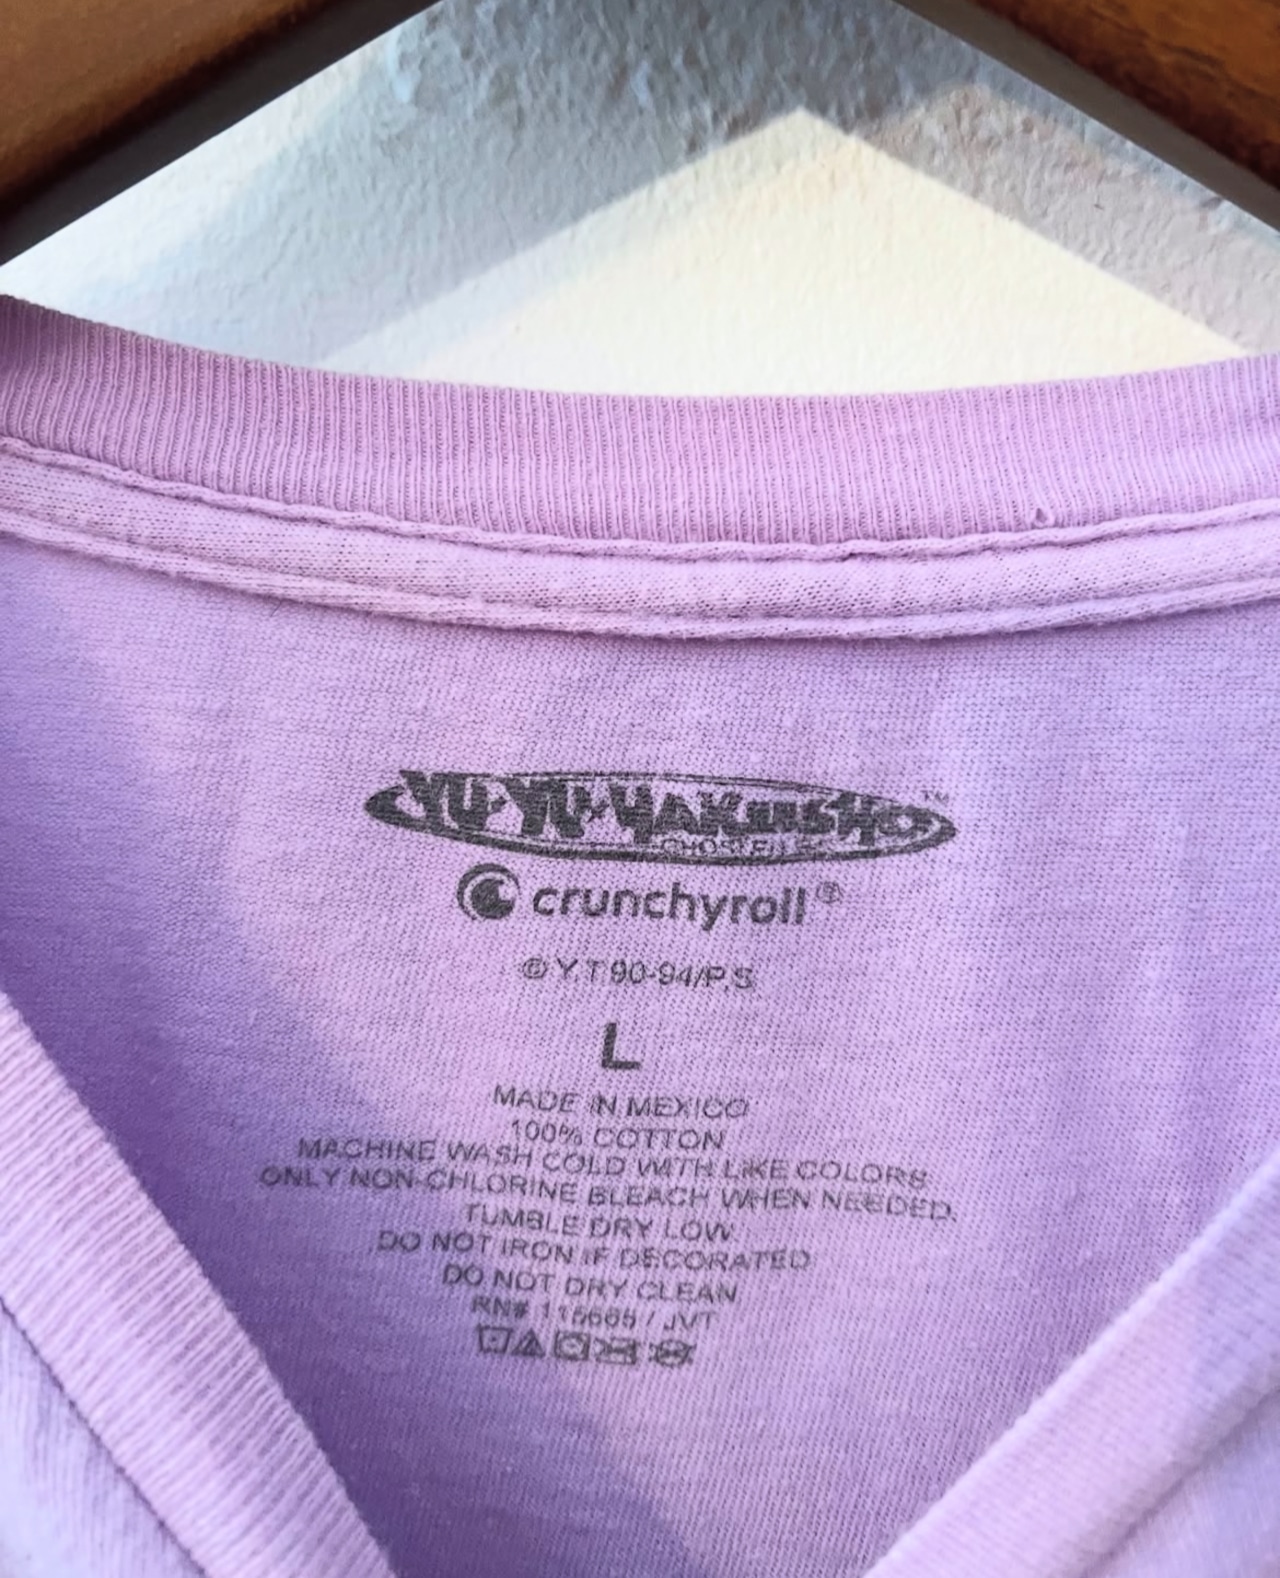 YU·YU·HAKUSHO™
GHOST FILES
crunchyroll®
© Y.T 90-94/P.S
L
MADE IN MEXICO
100% COTTON
MACHINE WASH COLD WITH LIKE COLORS
ONLY NON-CHLORINE BLEACH WHEN NEEDED.
TUMBLE DRY LOW
DO NOT IRON IF DECORATED
DO NOT DRY CLEAN
RN# 115665 / JVT